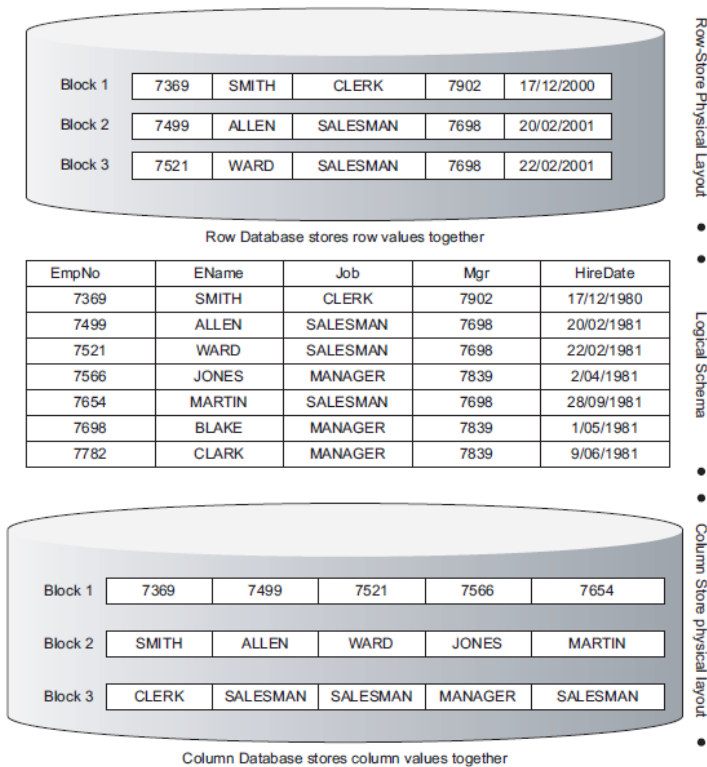 Block 1 7369 SMITH CLERK 7902 17/12/2000
Block 2 7499 ALLEN SALESMAN 7698 20/02/2001
Block 3 7521 WARD SALESMAN 7698 22/02/2001
Row Database stores row values together
Row-Store Physical Layout
EmpNo EName Job Mgr HireDate
7369 SMITH CLERK 7902 17/12/1980
7499 ALLEN SALESMAN 7698 20/02/1981
7521 WARD SALESMAN 7698 22/02/1981
7566 JONES MANAGER 7839 2/04/1981
7654 MARTIN SALESMAN 7698 28/09/1981
7698 BLAKE MANAGER 7839 1/05/1981
7782 CLARK MANAGER 7839 9/06/1981
Logical Schema
Block 1 7369 7499 7521 7566 7654
Block 2 SMITH ALLEN WARD JONES MARTIN
Block 3 CLERK SALESMAN SALESMAN MANAGER SALESMAN
Column Database stores column values together
Column Store physical layout